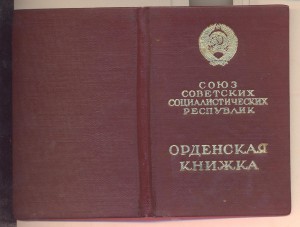 СОЮЗ
СОВЕТСКИХ
СОЦИАЛИСТИЧЕСКИХ
РЕСПУБЛИК
ОРДЕНСКАЯ
КНИЖКА